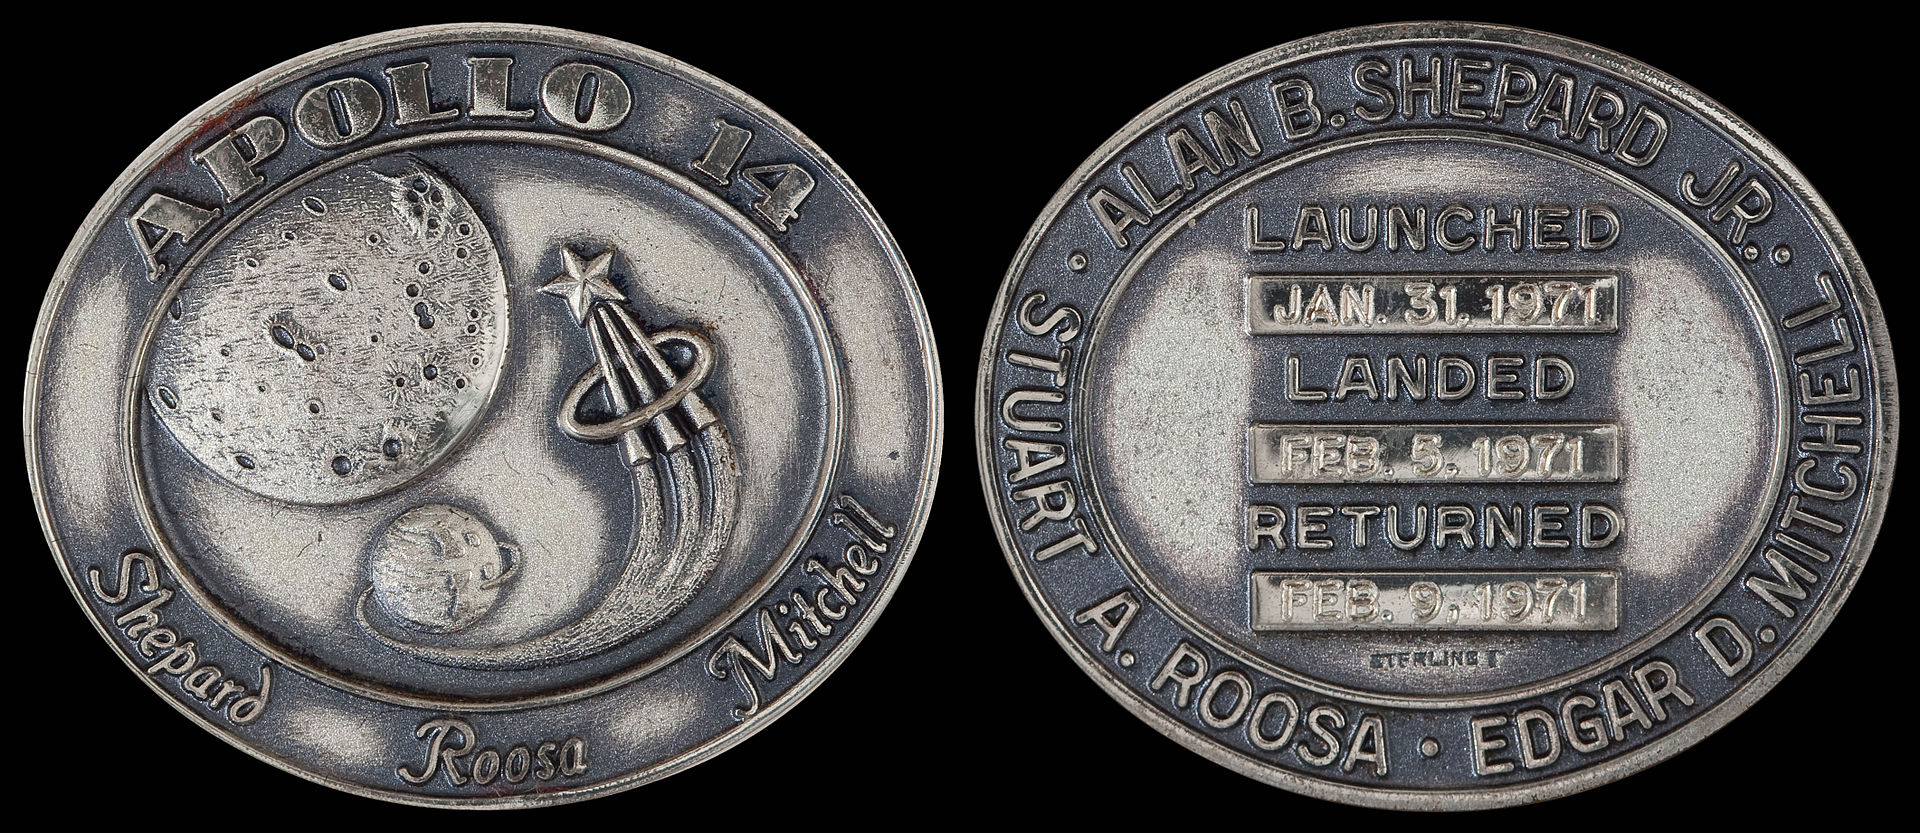 APOLLO 14
Shepard
Roosa
Mitchell
· ALAN B. SHEPARD JR. ·
LAUNCHED
JAN. 31, 1971
LANDED
FEB. 5, 1971
RETURNED
FEB. 9, 1971
STERLING
STUART A. ROOSA · EDGAR D. MITCHELL